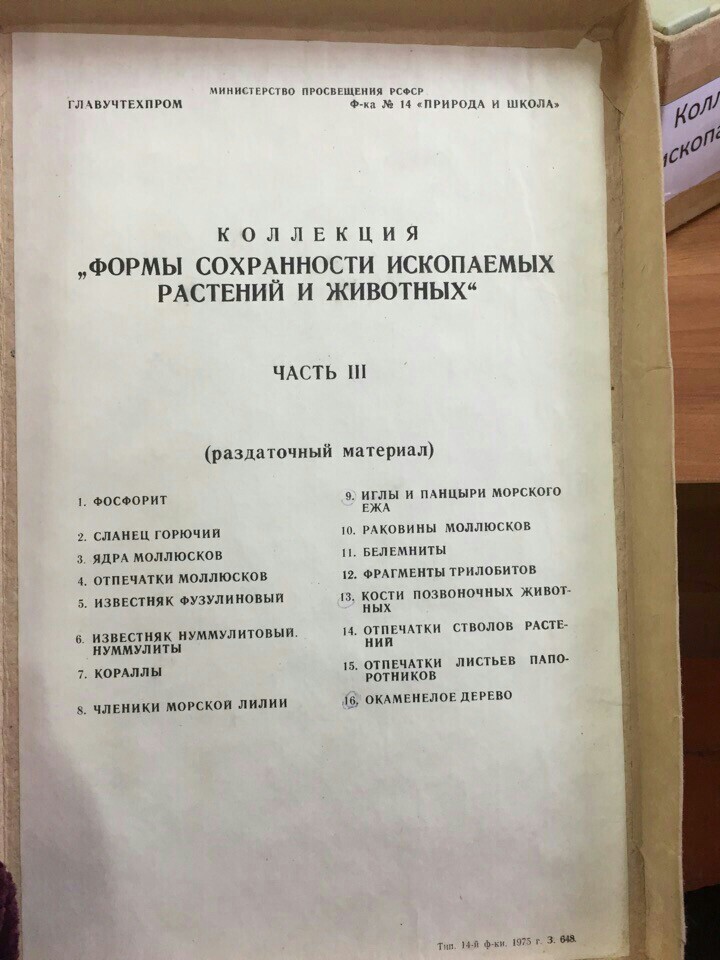 МИНИСТЕРСТВО ПРОСВЕЩЕНИЯ РСФСР
ГЛАВУЧТЕХПРОМ
Ф-ка № 14 «ПРИРОДА И ШКОЛА»
КОЛЛЕКЦИЯ
„ФОРМЫ СОХРАННОСТИ ИСКОПАЕМЫХ
РАСТЕНИЙ И ЖИВОТНЫХ“
ЧАСТЬ III
(раздаточный материал)
1. ФОСФОРИТ
2. СЛАНЕЦ ГОРЮЧИЙ
3. ЯДРА МОЛЛЮСКОВ
4. ОТПЕЧАТКИ МОЛЛЮСКОВ
5. ИЗВЕСТНЯК ФУЗУЛИНОВЫЙ
6. ИЗВЕСТНЯК НУММУЛИТОВЫЙ.
НУММУЛИТЫ
7. КОРАЛЛЫ
8. ЧЛЕНИКИ МОРСКОЙ ЛИЛИИ
9. ИГЛЫ И ПАНЦЫРИ МОРСКОГО
ЕЖА
10. РАКОВИНЫ МОЛЛЮСКОВ
11. БЕЛЕМНИТЫ
12. ФРАГМЕНТЫ ТРИЛОБИТОВ
13. КОСТИ ПОЗВОНОЧНЫХ ЖИВОТ-
НЫХ
14. ОТПЕЧАТКИ СТВОЛОВ РАСТЕ-
НИЙ
15. ОТПЕЧАТКИ ЛИСТЬЕВ ПАПО-
РОТНИКОВ
16. ОКАМЕНЕЛОЕ ДЕРЕВО
Тип. 14-й ф-ки. 1975 г. З. 648.